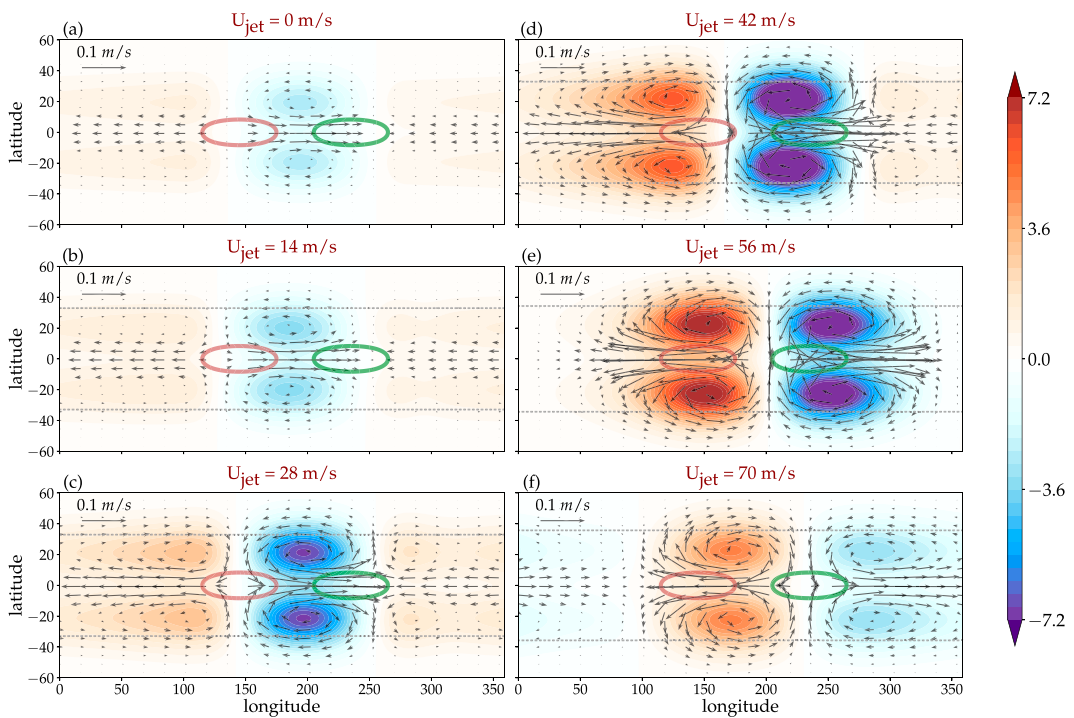 (a)
U_jet = 0 m/s
0.1 m/s
60
40
20
0
−20
−40
−60
latitude
(d)
U_jet = 42 m/s
0.1 m/s
(b)
U_jet = 14 m/s
0.1 m/s
60
40
20
0
−20
−40
−60
latitude
(e)
U_jet = 56 m/s
0.1 m/s
(c)
U_jet = 28 m/s
0.1 m/s
60
40
20
0
−20
−40
−60
latitude
0 50 100 150 200 250 300 350
longitude
(f)
U_jet = 70 m/s
0.1 m/s
0 50 100 150 200 250 300 350
longitude
7.2
3.6
0.0
−3.6
−7.2